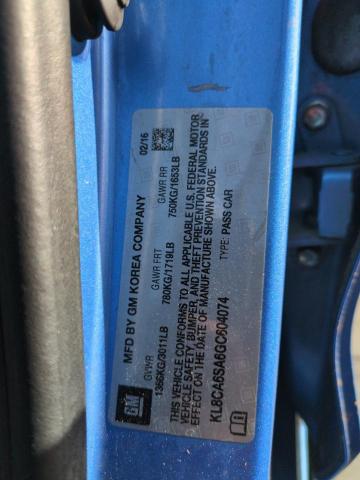 MFD BY GM KOREA COMPANY
02/16
GVWR
GAWR FRT
GAWR RR
1366KG/3011LB
780KG/1719LB
750KG/1653LB
THIS VEHICLE CONFORMS TO ALL APPLICABLE U.S. FEDERAL MOTOR
VEHICLE SAFETY, BUMPER, AND THEFT PREVENTION STANDARDS IN
EFFECT ON THE DATE OF MANUFACTURE SHOWN ABOVE.
KL8CA6SA6GC604074
TYPE: PASS CAR
GM